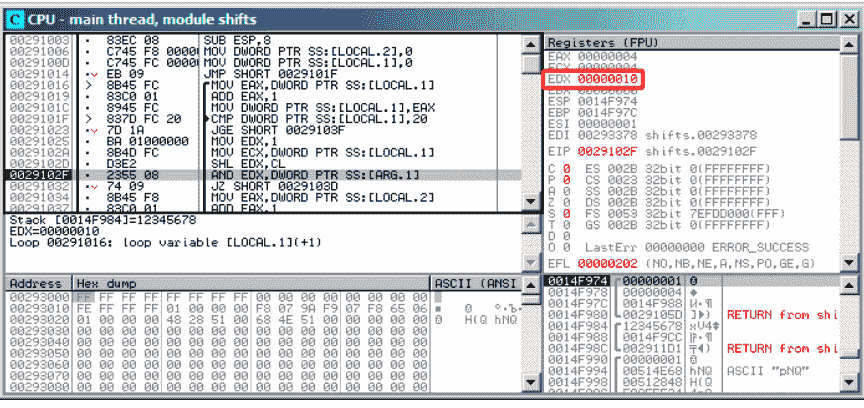 CPU - main thread, module shifts
00291003 83EC 08 SUB ESP,8
00291006 C745 F8 0000 MOV DWORD PTR SS:[LOCAL.2],0
0029100D C745 FC 0000 MOV DWORD PTR SS:[LOCAL.1],0
00291014 EB 09 JMP SHORT 0029101F
00291016 8B45 FC MOV EAX,DWORD PTR SS:[LOCAL.1]
00291019 83C0 01 ADD EAX,1
0029101C 8945 FC MOV DWORD PTR SS:[LOCAL.1],EAX
0029101F 837D FC 20 CMP DWORD PTR SS:[LOCAL.1],20
00291023 7D 1A JGE SHORT 0029103F
00291025 BA 01000000 MOV EDX,1
0029102A 8B4D FC MOV ECX,DWORD PTR SS:[LOCAL.1]
0029102D D3E2 SHL EDX,CL
0029102F 2355 08 AND EDX,DWORD PTR SS:[ARG.1]
00291032 74 09 JZ SHORT 0029103D
00291034 8B45 F8 MOV EAX,DWORD PTR SS:[LOCAL.2]
00291037 83C0 01 ADD EAX,1
Stack [0014F984]=12345678
EDX=00000010
Loop 00291016: loop variable [LOCAL.1](+1)
Registers (FPU)
EAX 00000004
ECX 00000004
EDX 00000010
EBX 00000000
ESP 0014F974
EBP 0014F97C
ESI 00000001
EDI 00293378 shifts.00293378
EIP 0029102F shifts.0029102F
C 0 ES 002B 32bit 0(FFFFFFFF)
P 0 CS 0023 32bit 0(FFFFFFFF)
A 0 SS 002B 32bit 0(FFFFFFFF)
Z 0 DS 002B 32bit 0(FFFFFFFF)
S 0 FS 0053 32bit 7EFDD000(FFF)
T 0 GS 002B 32bit 0(FFFFFFFF)
D 0
O 0 LastErr 00000000 ERROR_SUCCESS
EFL 00000202 (NO,NB,NE,A,NS,PO,GE,G)
Address Hex dump ASCII (ANSI
00293000 FF FF FF FF FF FF FF FF 00 00 00 00 00 00 00 00
00293010 FE FF FF FF 01 00 00 00 F8 07 9A F9 07 F8 65 06
00293020 01 00 00 00 48 28 51 00 68 4E 51 00 00 00 00 00 H(Q hNQ
00293030 00 00 00 00 00 00 00 00 00 00 00 00 00 00 00 00
00293040 00 00 00 00 00 00 00 00 00 00 00 00 00 00 00 00
00293050 00 00 00 00 00 00 00 00 00 00 00 00 00 00 00 00
00293060 00 00 00 00 00 00 00 00 00 00 00 00 00 00 00 00
00293070 00 00 00 00 00 00 00 00 00 00 00 00 00 00 00 00
00293080 00 00 00 00 00 00 00 00 00 00 00 00 00 00 00 00
0014F974 00000001
0014F978 00000004
0014F97C 0014F988
0014F980 0029105D RETURN from shi
0014F984 12345678 xV4
0014F988 0014F9CC
0014F98C 002911D1 RETURN from shi
0014F990 00000001
0014F994 00514E68 hNQ ASCII "pNQ"
0014F998 00512848 H(Q